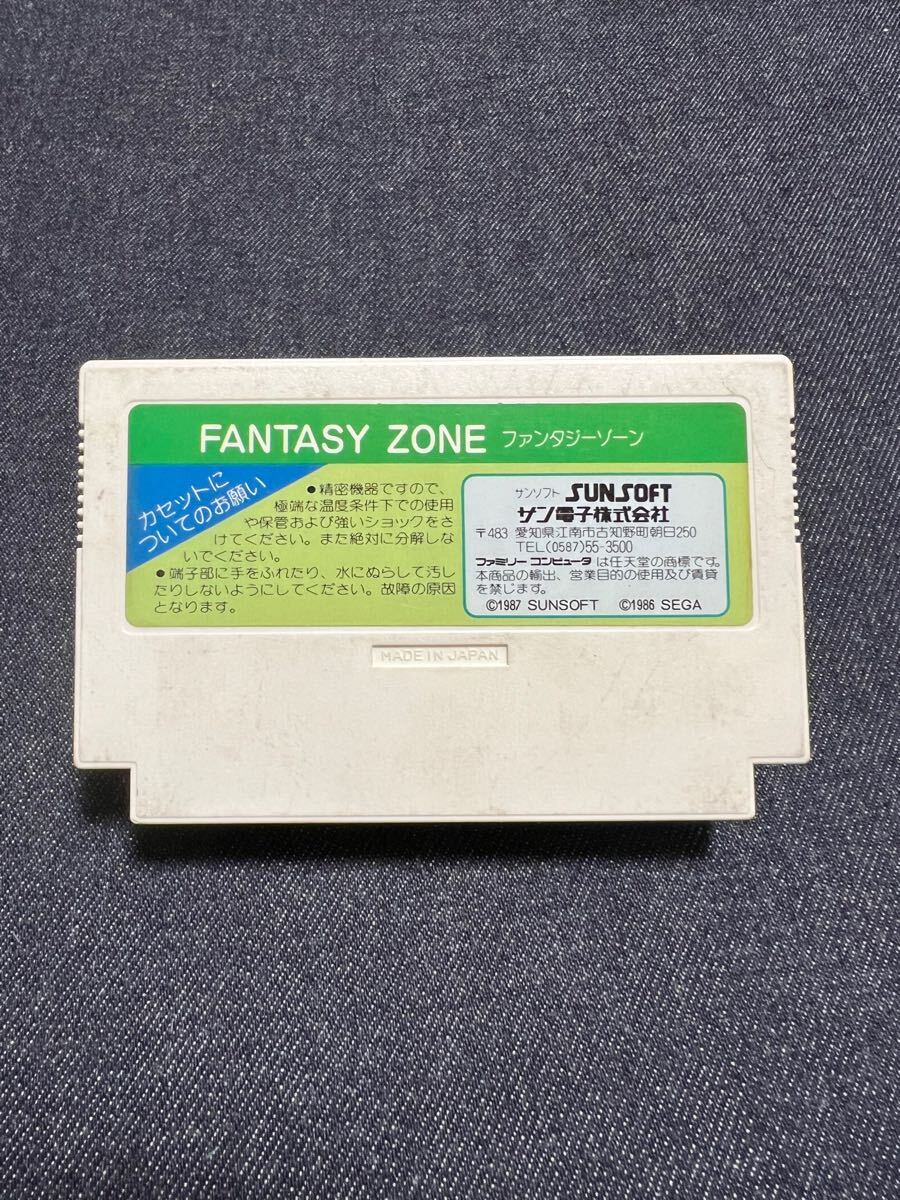 FANTASY ZONE ファンタジーゾーン
カセットに
ついてのお願い
●精密機器ですので、
極端な温度条件下での使用
や保管および強いショックをさ
けてください。また絶対に分解しな
いでください。
●端子部に手をふれたり、水にぬらして汚し
たりしないようにしてください。故障の原因
となります。
サンソフト SUNSOFT
サン電子株式会社
〒483 愛知県江南市古知野町朝日250
TEL(0587)55-3500
ファミリー コンピュータ は任天堂の商標です。
本商品の輸出、営業目的の使用及び賃貸
を禁じます。
©1987 SUNSOFT ©1986 SEGA
MADE IN JAPAN